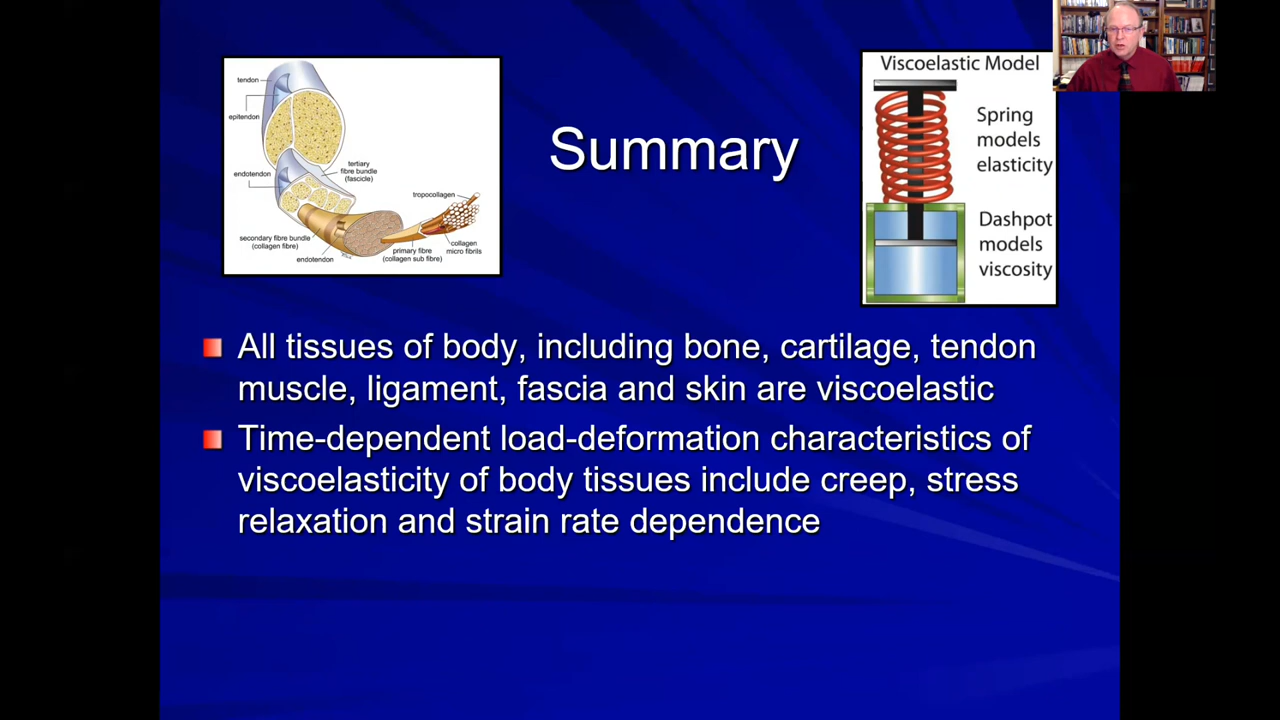 tendon
epitendon
endotendon
tertiary
fibre bundle
(fascicle)
tropocollagen
secondary fibre bundle
(collagen fibre)
endotendon
primary fibre
(collagen sub fibre)
collagen
micro fibrils
Summary
Viscoelastic Model
Spring
models
elasticity
Dashpot
models
viscosity
All tissues of body, including bone, cartilage, tendon
muscle, ligament, fascia and skin are viscoelastic
Time-dependent load-deformation characteristics of
viscoelasticity of body tissues include creep, stress
relaxation and strain rate dependence